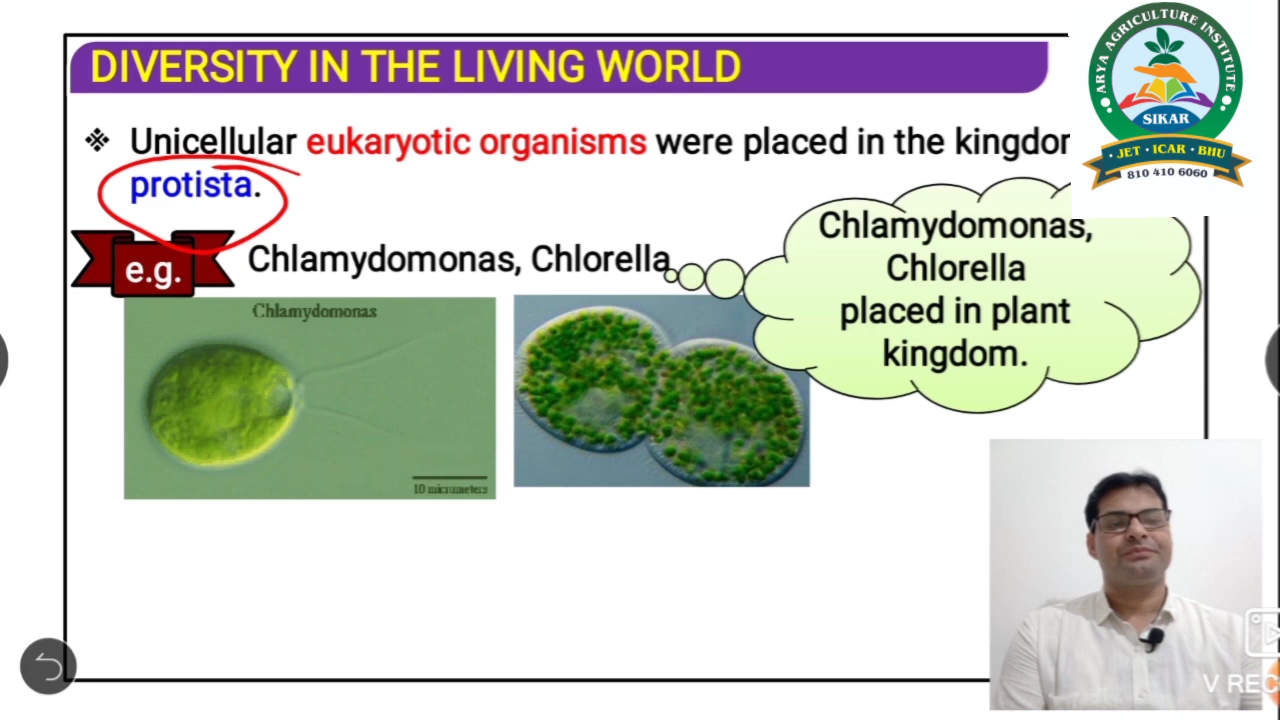 DIVERSITY IN THE LIVING WORLD
ARYA AGRICULTURE INSTITUTE
SIKAR
• JET • ICAR • BHU •
810 410 6060
❖ Unicellular eukaryotic organisms were placed in the kingdom
protista.
e.g. Chlamydomonas, Chlorella
Chlamydomonas,
Chlorella
placed in plant
kingdom.
Chlamydomonas
10 micrometers
V REC